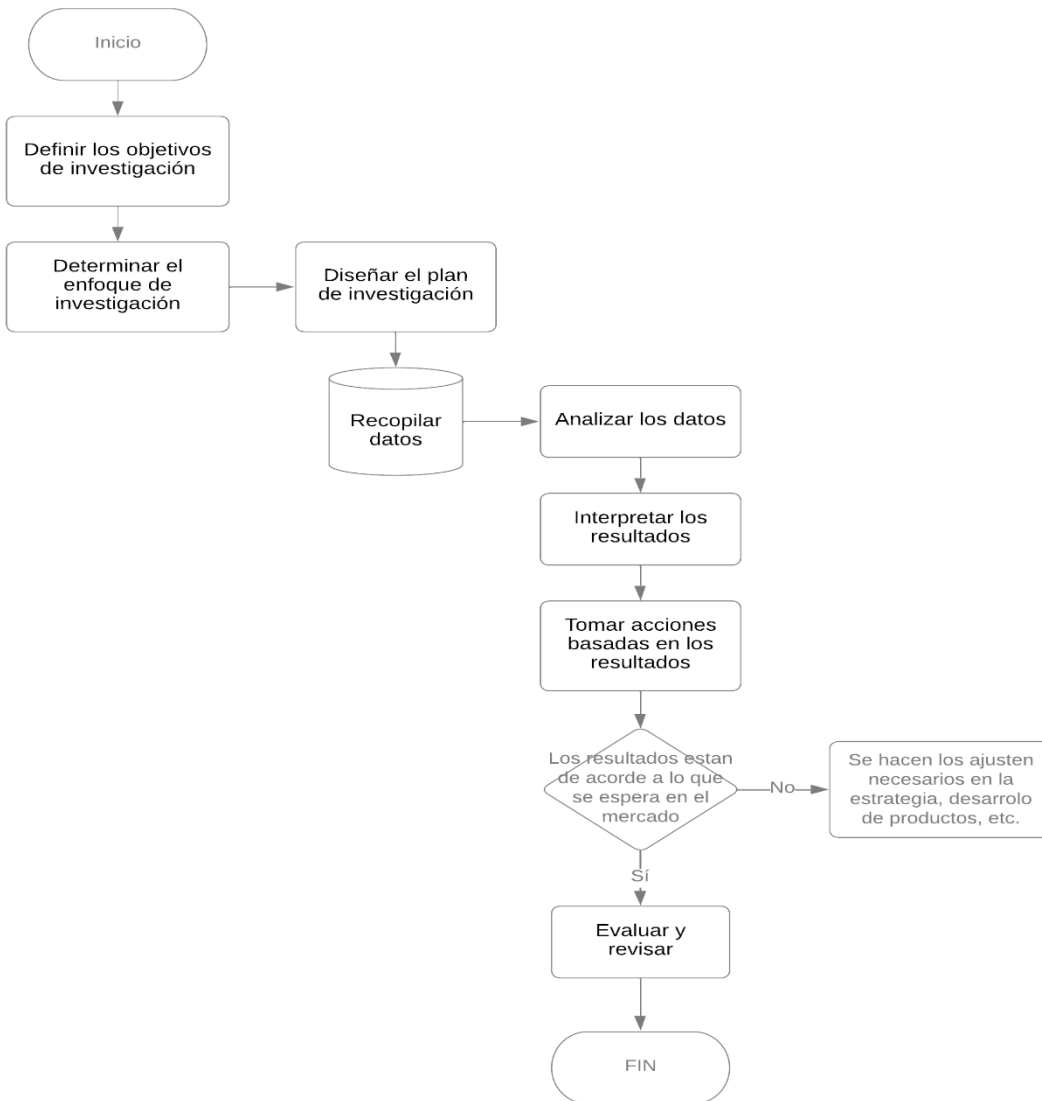 Inicio
Definir los objetivos
de investigación
Determinar el
enfoque de
investigación
Diseñar el plan
de investigación
Recopilar
datos
Analizar los datos
Interpretar los
resultados
Tomar acciones
basadas en los
resultados
Los resultados estan
de acorde a lo que
se espera en el
mercado
No
Se hacen los ajusten
necesarios en la
estrategia, desarrolo
de productos, etc.
Sí
Evaluar y
revisar
FIN